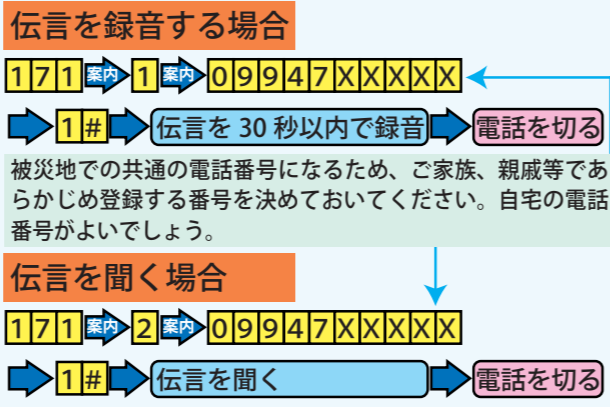 伝言を録音する場合
171 案内 1 案内 09947XXXXX
1# 伝言を 30 秒以内で録音 電話を切る
被災地での共通の電話番号になるため、ご家族、親戚等であ
らかじめ登録する番号を決めておいてください。自宅の電話
番号がよいでしょう。
伝言を聞く場合
171 案内 2 案内 09947XXXXX
1# 伝言を聞く 電話を切る